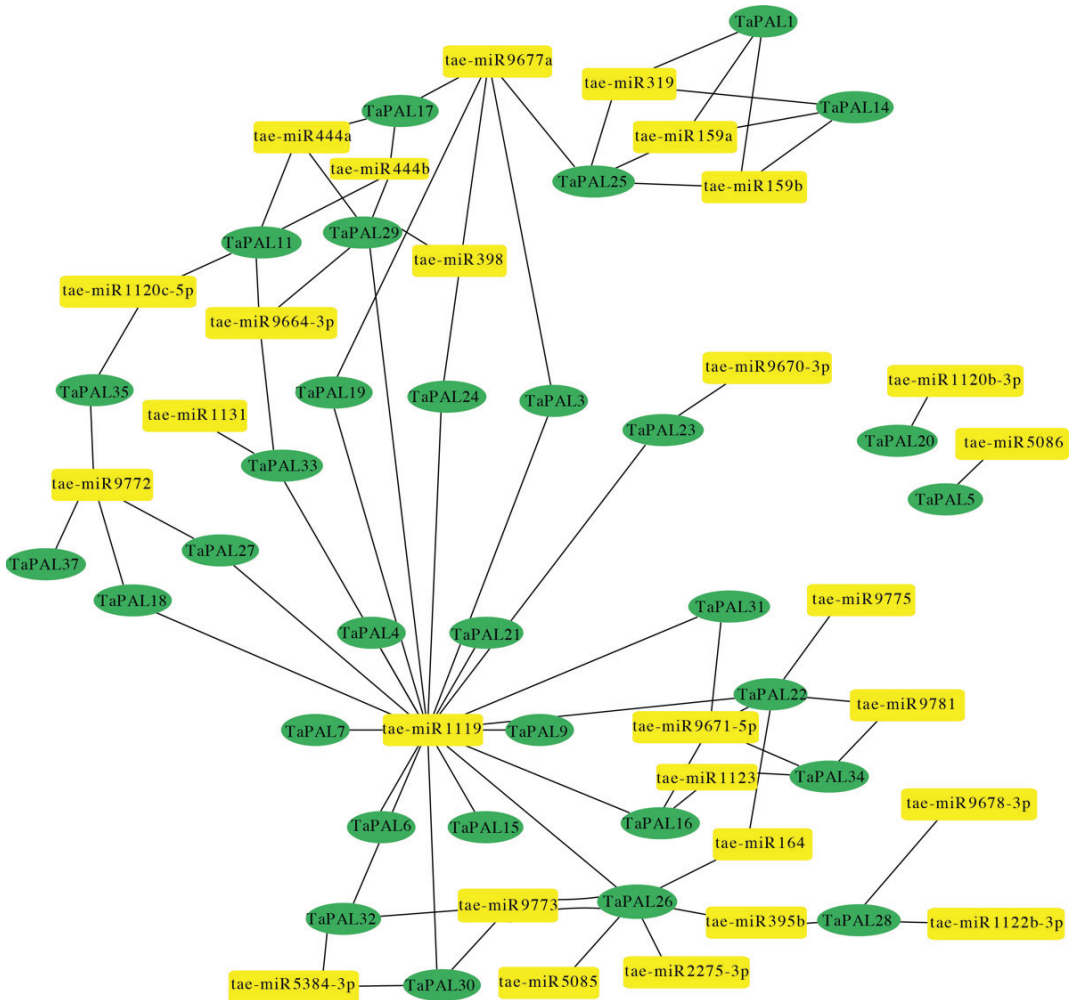 TaPAL1
tae-miR9677a
tae-miR319
TaPAL14
TaPAL17
tae-miR444a
tae-miR159a
tae-miR444b
TaPAL25
tae-miR159b
TaPAL29
TaPAL11
tae-miR398
tae-miR1120c-5p
tae-miR9664-3p
tae-miR9670-3p
tae-miR1120b-3p
TaPAL35
TaPAL19
TaPAL24
TaPAL3
tae-miR1131
TaPAL23
TaPAL20
tae-miR5086
TaPAL33
tae-miR9772
TaPAL5
TaPAL27
TaPAL37
TaPAL18
TaPAL31
tae-miR9775
TaPAL4
TaPAL21
TaPAL22
tae-miR9781
TaPAL7
tae-miR1119
TaPAL9
tae-miR9671-5p
tae-miR1123
TaPAL34
tae-miR9678-3p
TaPAL6
TaPAL15
TaPAL16
tae-miR164
TaPAL26
tae-miR9773
TaPAL32
tae-miR395b
TaPAL28
tae-miR1122b-3p
tae-miR2275-3p
tae-miR5384-3p
TaPAL30
tae-miR5085